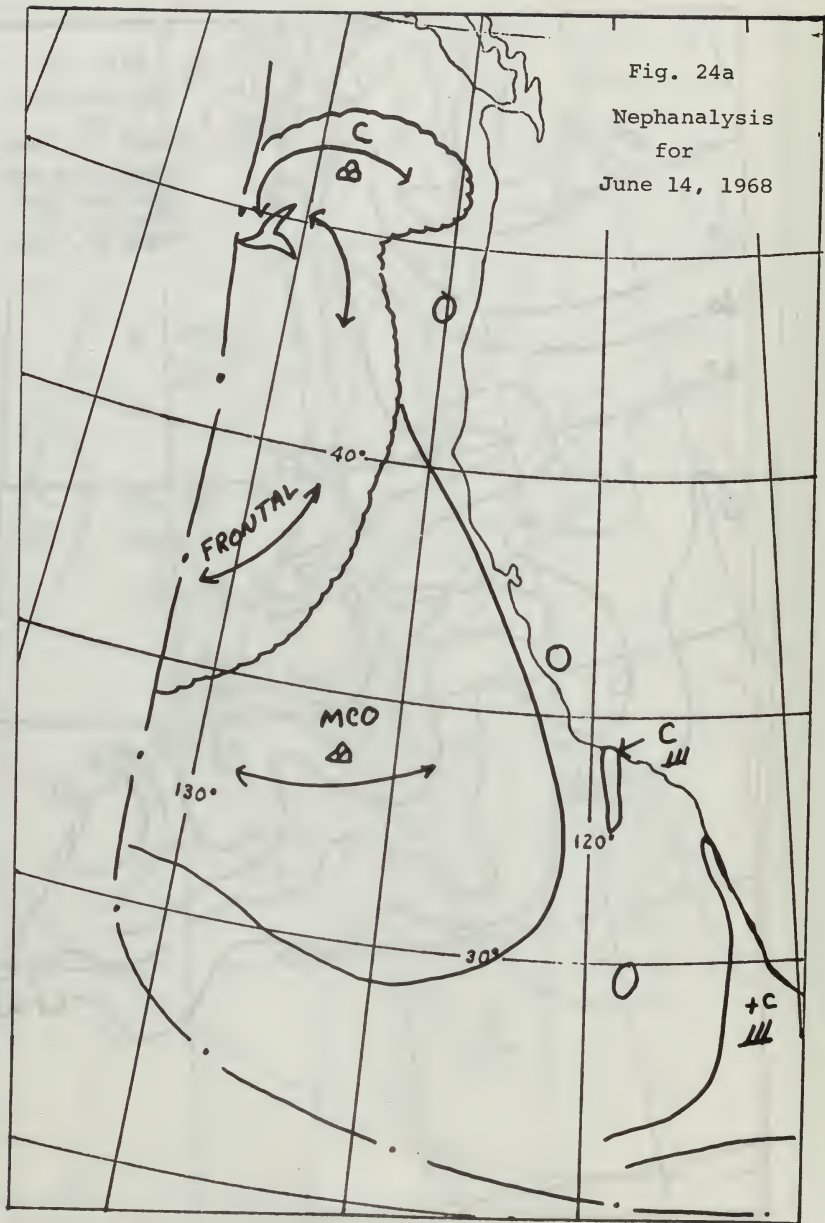 Fig. 24a
Nephanalysis
for
June 14, 1968
C
40°
FRONTAL
MCO
C
130°
120°
30°
+C